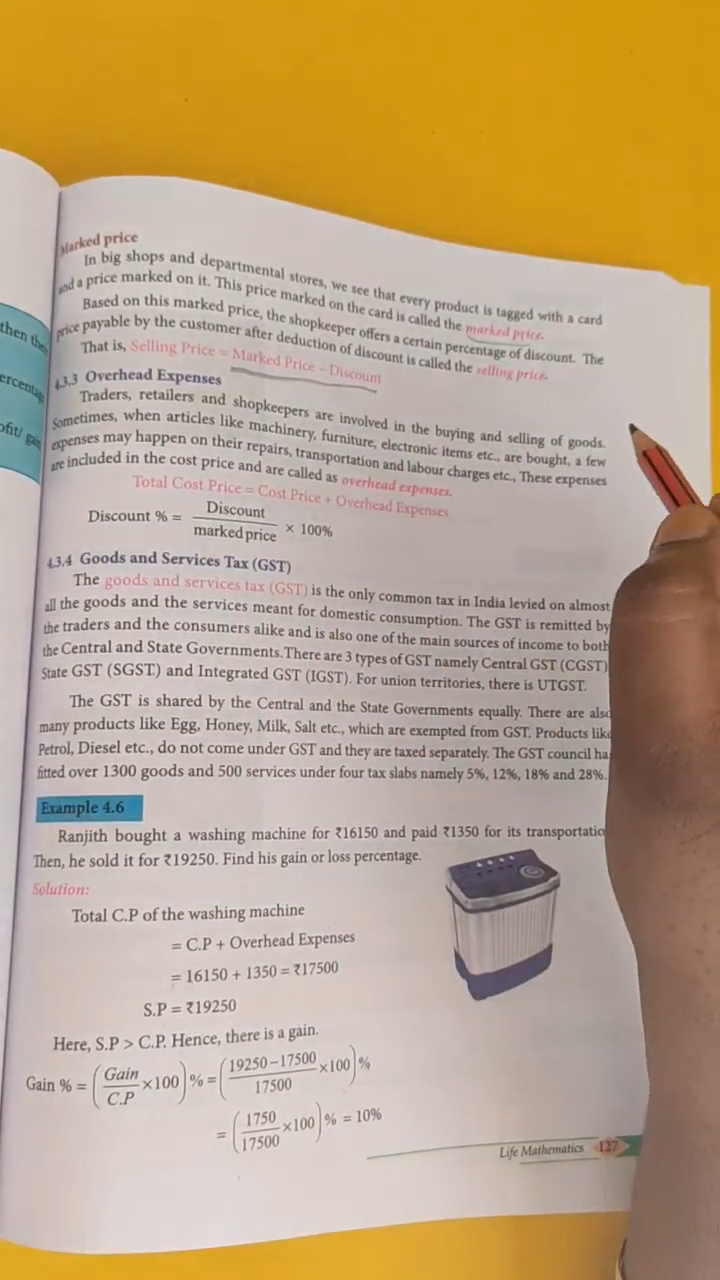 then the
ercentag
ofit/ gain
Marked price
In big shops and departmental stores, we see that every product is tagged with a card
and a price marked on it. This price marked on the card is called the marked price.
Based on this marked price, the shopkeeper offers a certain percentage of discount. The
price payable by the customer after deduction of discount is called the selling price.
That is, Selling Price = Marked Price – Discount
4.3.3 Overhead Expenses
Traders, retailers and shopkeepers are involved in the buying and selling of goods.
Sometimes, when articles like machinery, furniture, electronic items etc., are bought, a few
expenses may happen on their repairs, transportation and labour charges etc., These expenses
are included in the cost price and are called as overhead expenses.
Total Cost Price = Cost Price + Overhead Expenses
Discount % = Discount / marked price × 100%
4.3.4 Goods and Services Tax (GST)
The goods and services tax (GST) is the only common tax in India levied on almost
all the goods and the services meant for domestic consumption. The GST is remitted by
the traders and the consumers alike and is also one of the main sources of income to both
the Central and State Governments.There are 3 types of GST namely Central GST (CGST)
State GST (SGST) and Integrated GST (IGST). For union territories, there is UTGST.
The GST is shared by the Central and the State Governments equally. There are also
many products like Egg, Honey, Milk, Salt etc., which are exempted from GST. Products like
Petrol, Diesel etc., do not come under GST and they are taxed separately. The GST council ha
fitted over 1300 goods and 500 services under four tax slabs namely 5%, 12%, 18% and 28%.
Example 4.6
Ranjith bought a washing machine for ₹16150 and paid ₹1350 for its transportatio
Then, he sold it for ₹19250. Find his gain or loss percentage.
Solution:
Total C.P of the washing machine
= C.P + Overhead Expenses
= 16150 + 1350 = ₹17500
S.P = ₹19250
Here, S.P > C.P. Hence, there is a gain.
Gain % = (Gain / C.P ×100) % = (19250−17500 / 17500 ×100) %
= (1750 / 17500 ×100) % = 10%
Life Mathematics 127